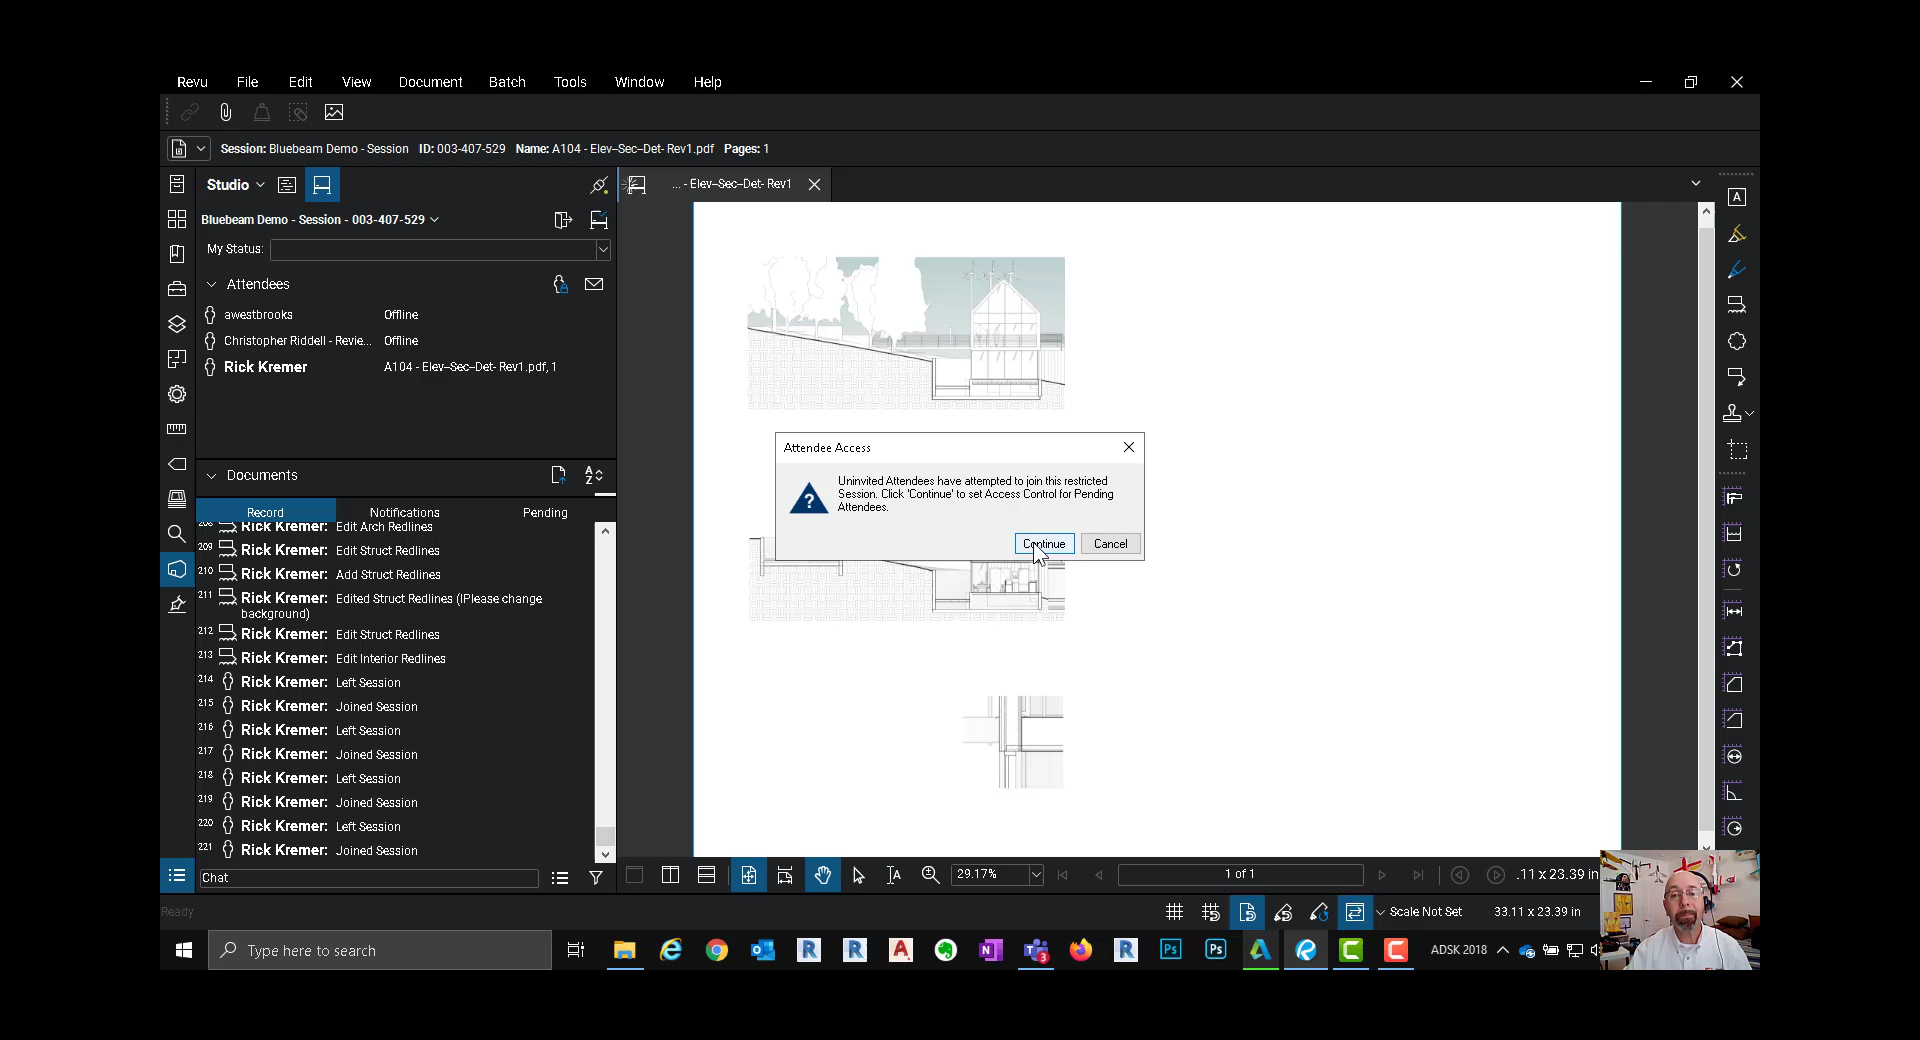 Revu File Edit View Document Batch Tools Window Help
Session: Bluebeam Demo - Session ID: 003-407-529 Name: A104 - Elev–Sec–Det- Rev1.pdf Pages: 1
Studio
... - Elev–Sec–Det- Rev1
Bluebeam Demo - Session - 003-407-529
My Status:
Attendees
awestbrooks Offline
Christopher Riddell - Revie... Offline
Rick Kremer A104 - Elev–Sec–Det- Rev1.pdf, 1
Attendee Access
Uninvited Attendees have attempted to join this restricted
Session. Click 'Continue' to set Access Control for Pending
Attendees.
Continue Cancel
Documents
Record Notifications Pending
208 Rick Kremer: Edit Arch Redlines
209 Rick Kremer: Edit Struct Redlines
210 Rick Kremer: Add Struct Redlines
211 Rick Kremer: Edited Struct Redlines (IPlease change
background)
212 Rick Kremer: Edit Struct Redlines
213 Rick Kremer: Edit Interior Redlines
214 Rick Kremer: Left Session
215 Rick Kremer: Joined Session
216 Rick Kremer: Left Session
217 Rick Kremer: Joined Session
218 Rick Kremer: Left Session
219 Rick Kremer: Joined Session
220 Rick Kremer: Left Session
221 Rick Kremer: Joined Session
Chat
29.17% 1 of 1 .11 x 23.39 in
Ready
Scale Not Set 33.11 x 23.39 in
Type here to search
ADSK 2018